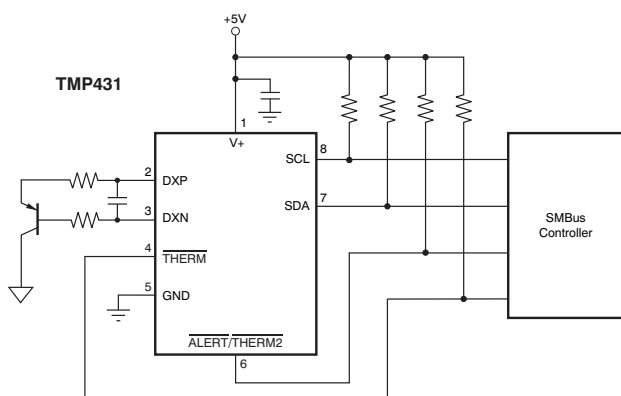 +5V
TMP431
1
V+
SCL
8
2
DXP
SDA
7
3
DXN
SMBus
Controller
4
THERM
5
GND
ALERT/THERM2
6